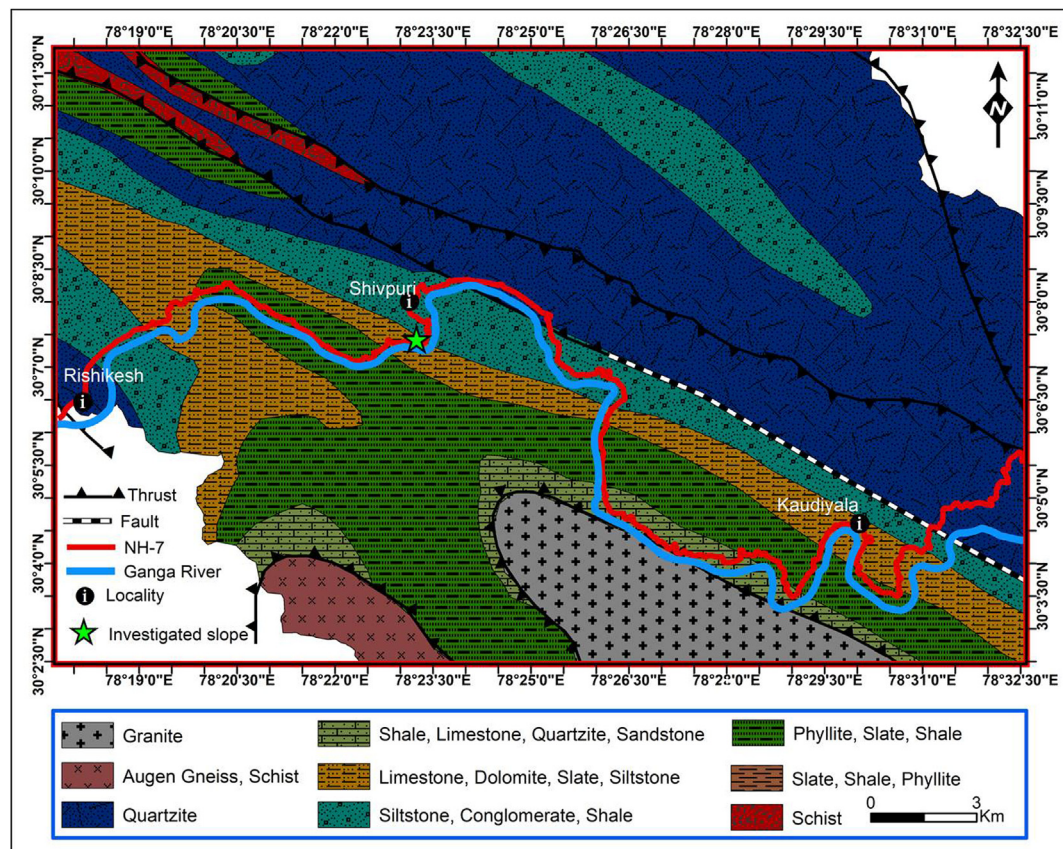 78°19'0"E 78°20'30"E 78°22'0"E 78°23'30"E 78°25'0"E 78°26'30"E 78°28'0"E 78°29'30"E 78°31'0"E 78°32'30"E
30°11'30"N
30°10'0"N
30°8'30"N
30°7'0"N
30°5'30"N
30°4'0"N
30°2'30"N
N
30°11'0"N
30°9'30"N
30°8'0"N
30°6'30"N
30°5'0"N
30°3'30"N
Shivpuri
i
Rishikesh
i
Kaudiyala
i
Thrust
Fault
NH-7
Ganga River
i Locality
Investigated slope
78°19'0"E 78°20'30"E 78°22'0"E 78°23'30"E 78°25'0"E 78°26'30"E 78°28'0"E 78°29'30"E 78°31'0"E 78°32'30"E
Granite
Augen Gneiss, Schist
Quartzite
Shale, Limestone, Quartzite, Sandstone
Limestone, Dolomite, Slate, Siltstone
Siltstone, Conglomerate, Shale
Phyllite, Slate, Shale
Slate, Shale, Phyllite
Schist
0 3
Km